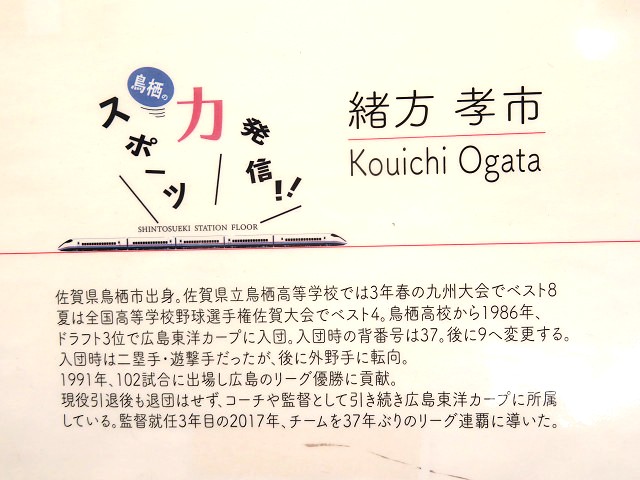 鳥栖の
スポーツ
力
発信!!
SHINTOSUEKI STATION FLOOR
緒方 孝市
Kouichi Ogata
佐賀県鳥栖市出身。佐賀県立鳥栖高等学校では3年春の九州大会でベスト8
夏は全国高等学校野球選手権佐賀大会でベスト4。鳥栖高校から1986年、
ドラフト3位で広島東洋カープに入団。入団時の背番号は37。後に9へ変更する。
入団時は二塁手・遊撃手だったが、後に外野手に転向。
1991年、102試合に出場し広島のリーグ優勝に貢献。
現役引退後も退団はせず、コーチや監督として引き続き広島東洋カープに所属
している。監督就任3年目の2017年、チームを37年ぶりのリーグ連覇に導いた。